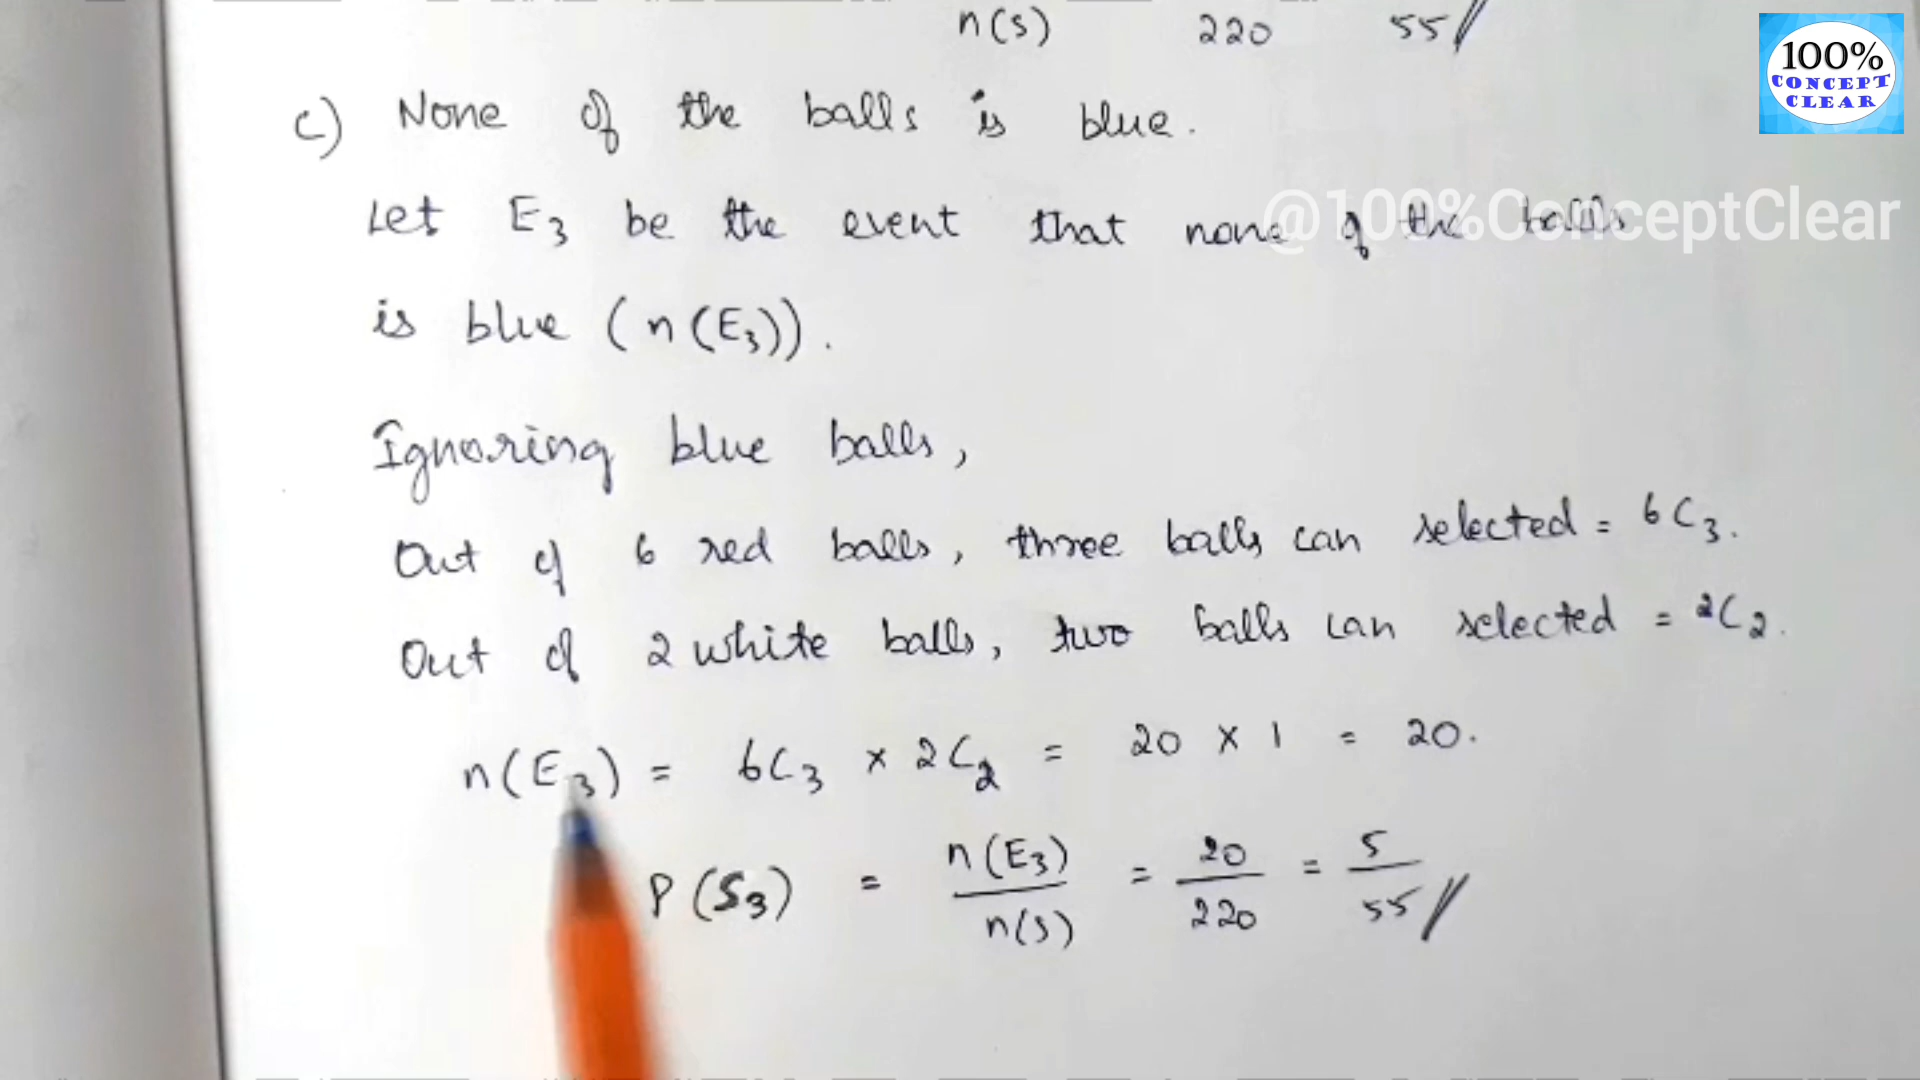 n(s) 220 55//
100%
CONCEPT
CLEAR
c) None of the balls is blue.
@100%ConceptClear
Let E3 be the event that none of the balls
is blue (n(E3)).
Ignoring blue balls,
Out of 6 red balls, three balls can selected = 6C3.
Out of 2 white balls, two balls can selected = 2C2.
n(E3) = 6C3 x 2C2 = 20 x 1 = 20.
P(S3) = n(E3)/n(s) = 20/220 = 5/55//